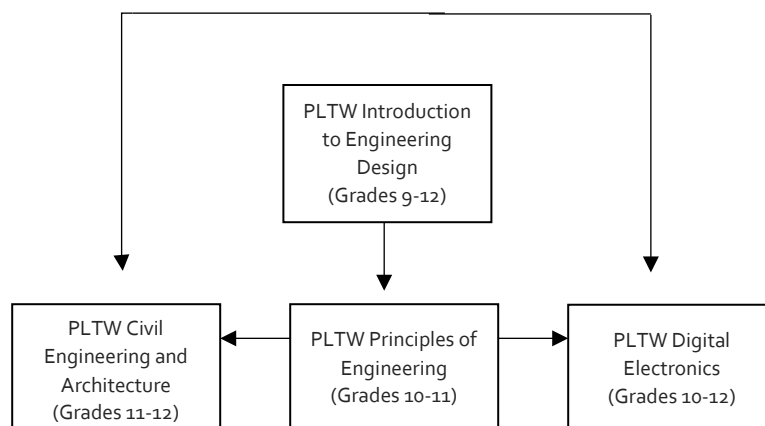 PLTW Introduction
to Engineering
Design
(Grades 9-12)
PLTW Civil
Engineering and
Architecture
(Grades 11-12)
PLTW Principles of
Engineering
(Grades 10-11)
PLTW Digital
Electronics
(Grades 10-12)